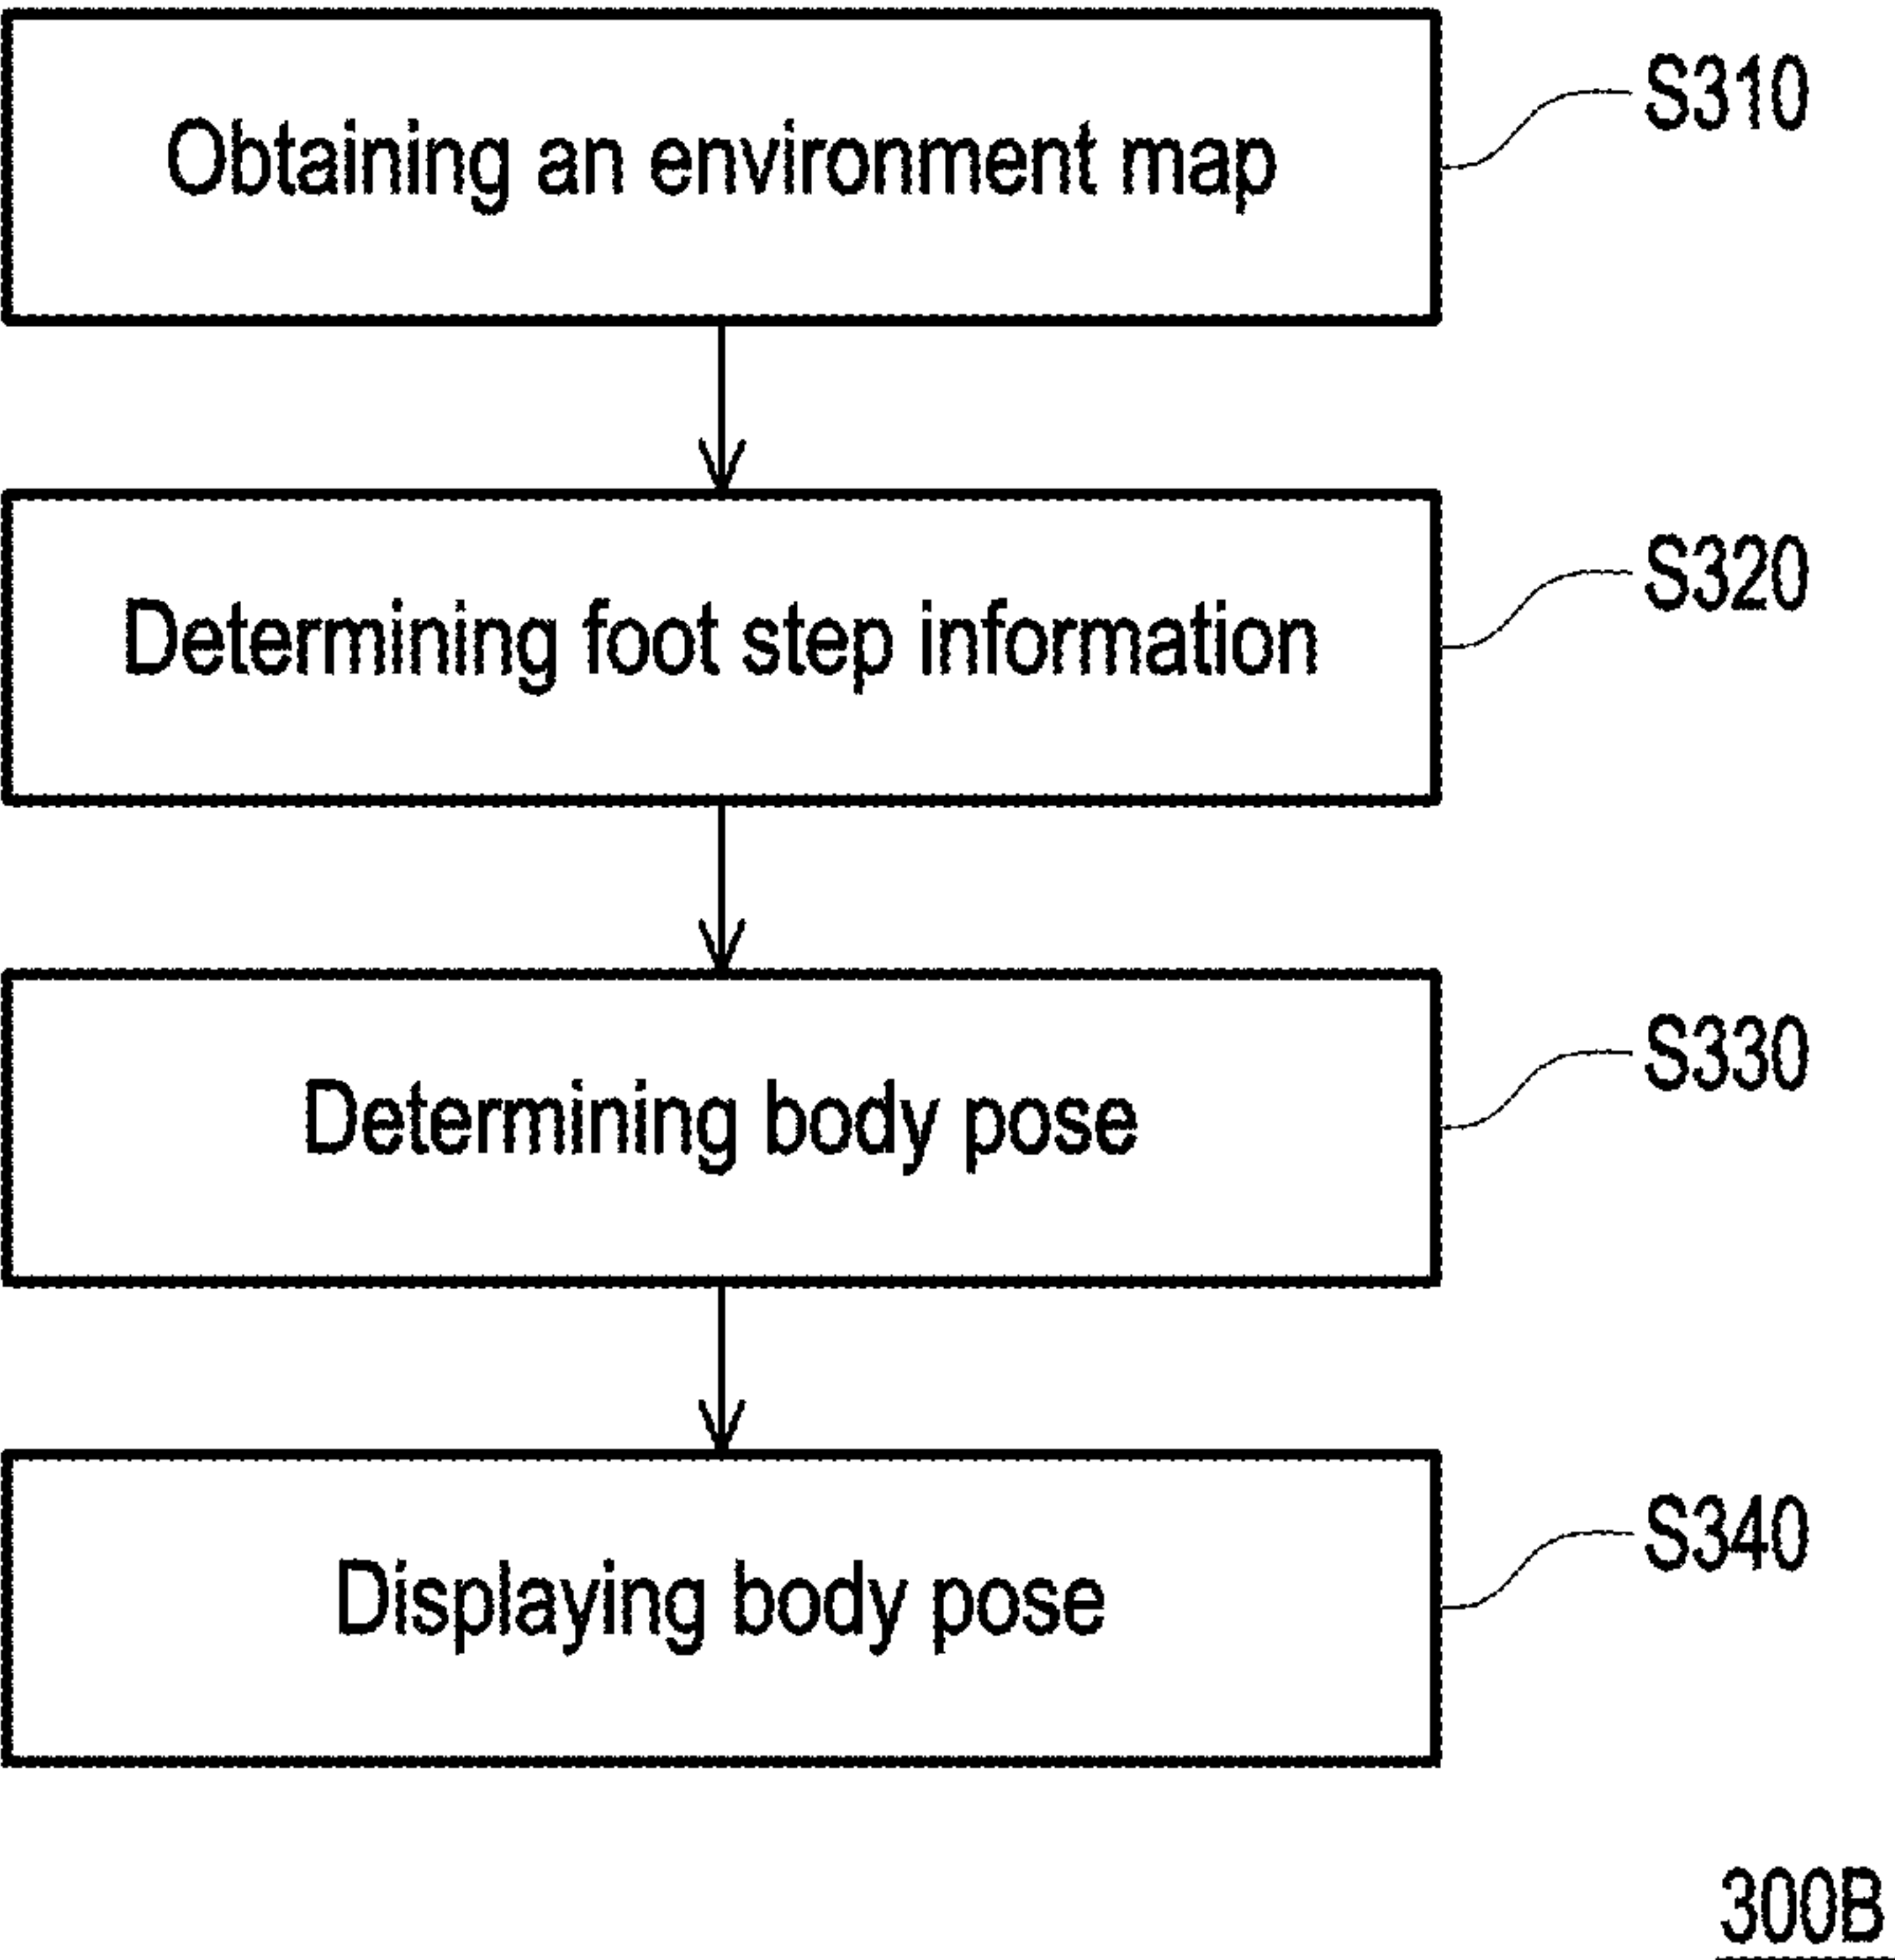 Obtaining an environment map
S310
Determining foot step information
S320
Determining body pose
S330
Displaying body pose
S340
300B